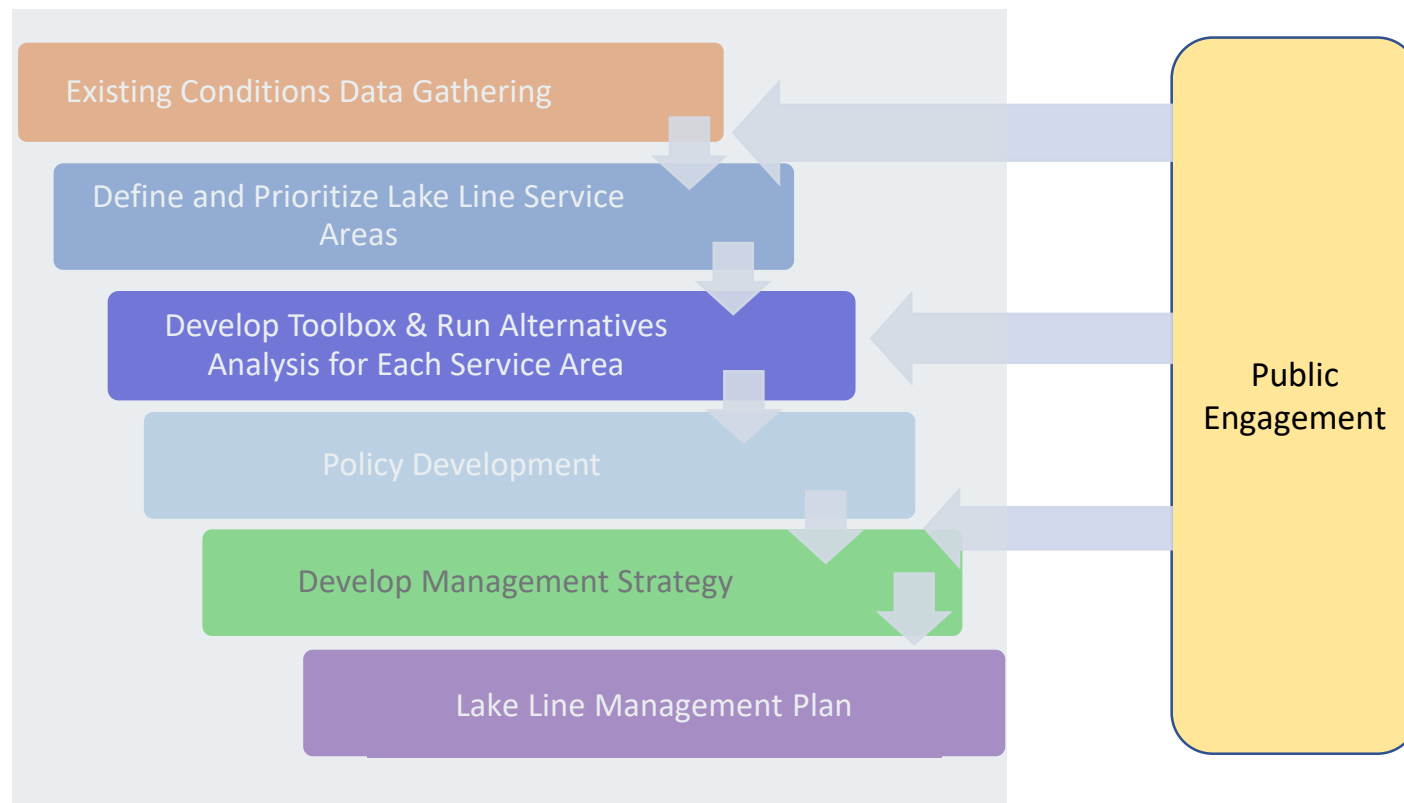 Existing Conditions Data Gathering
Define and Prioritize Lake Line Service
Areas
Develop Toolbox & Run Alternatives
Analysis for Each Service Area
Policy Development
Develop Management Strategy
Lake Line Management Plan
Public
Engagement